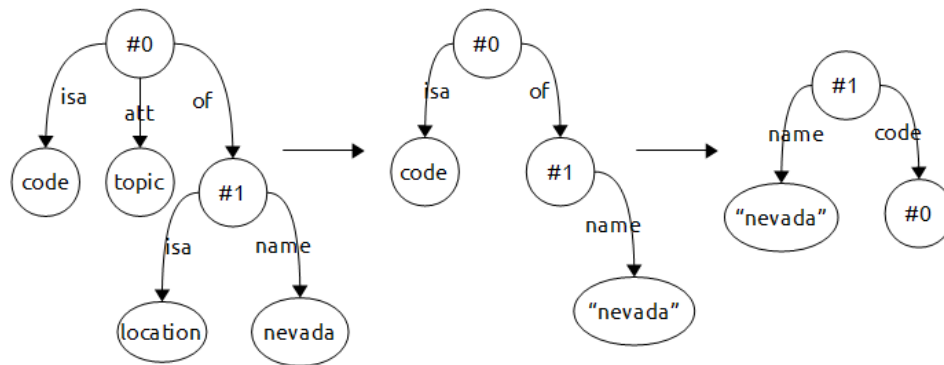 #0
isa
att
of
code
topic
#1
isa
name
location
nevada
#0
isa
of
code
#1
name
"nevada"
#1
name
code
"nevada"
#0